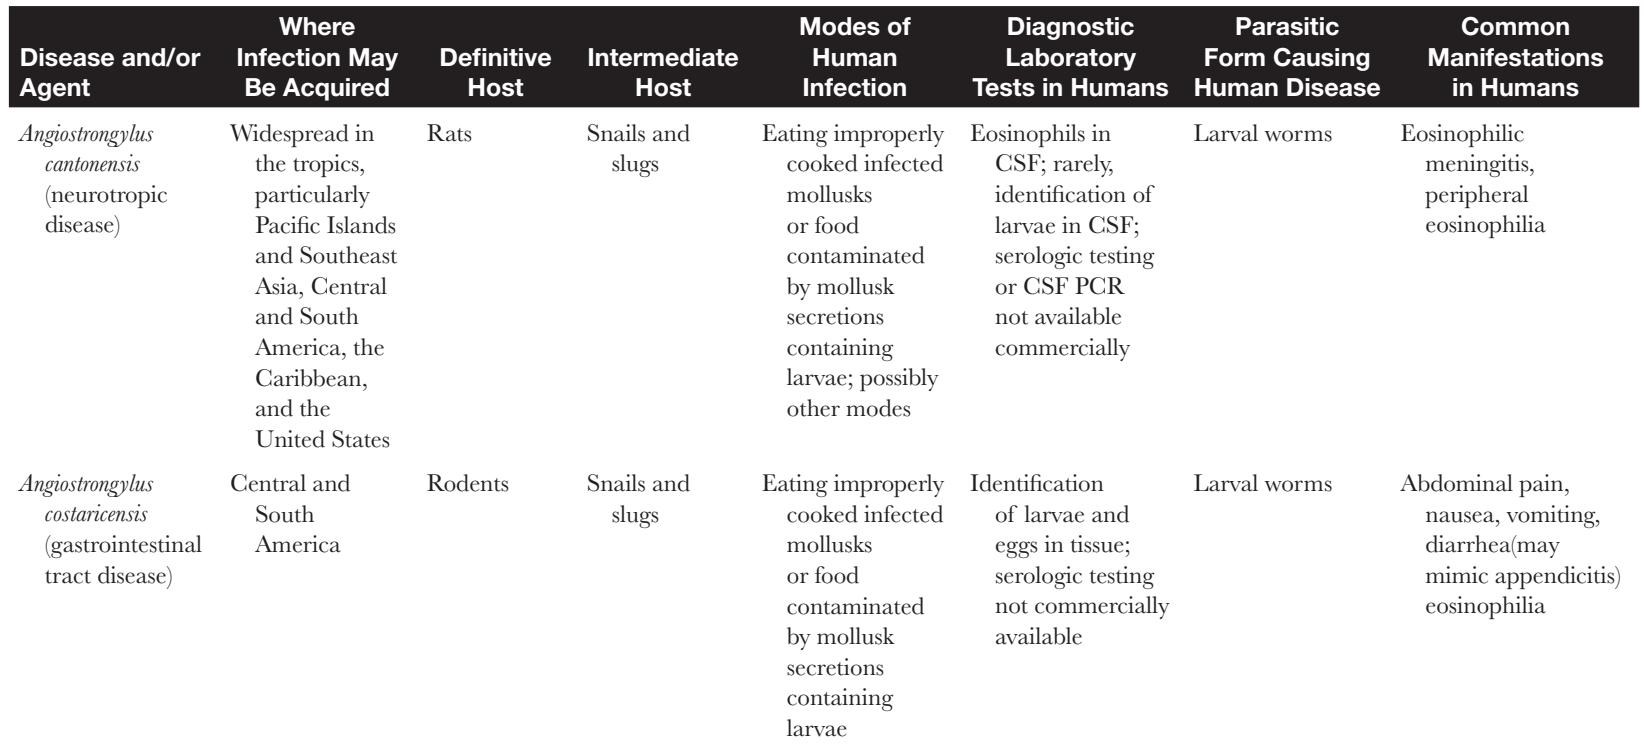 Disease and/or
Agent
Where
Infection May
Be Acquired
Definitive
Host
Intermediate
Host
Modes of
Human
Infection
Diagnostic
Laboratory
Tests in Humans
Parasitic
Form Causing
Human Disease
Common
Manifestations
in Humans
Angiostrongylus
cantonensis
(neurotropic
disease)
Widespread in
the tropics,
particularly
Pacific Islands
and Southeast
Asia, Central
and South
America, the
Caribbean,
and the
United States
Rats
Snails and
slugs
Eating improperly
cooked infected
mollusks
or food
contaminated
by mollusk
secretions
containing
larvae; possibly
other modes
Eosinophils in
CSF; rarely,
identification of
larvae in CSF;
serologic testing
or CSF PCR
not available
commercially
Larval worms
Eosinophilic
meningitis,
peripheral
eosinophilia
Angiostrongylus
costaricensis
(gastrointestinal
tract disease)
Central and
South
America
Rodents
Snails and
slugs
Eating improperly
cooked infected
mollusks
or food
contaminated
by mollusk
secretions
containing
larvae
Identification
of larvae and
eggs in tissue;
serologic testing
not commercially
available
Larval worms
Abdominal pain,
nausea, vomiting,
diarrhea(may
mimic appendicitis)
eosinophilia